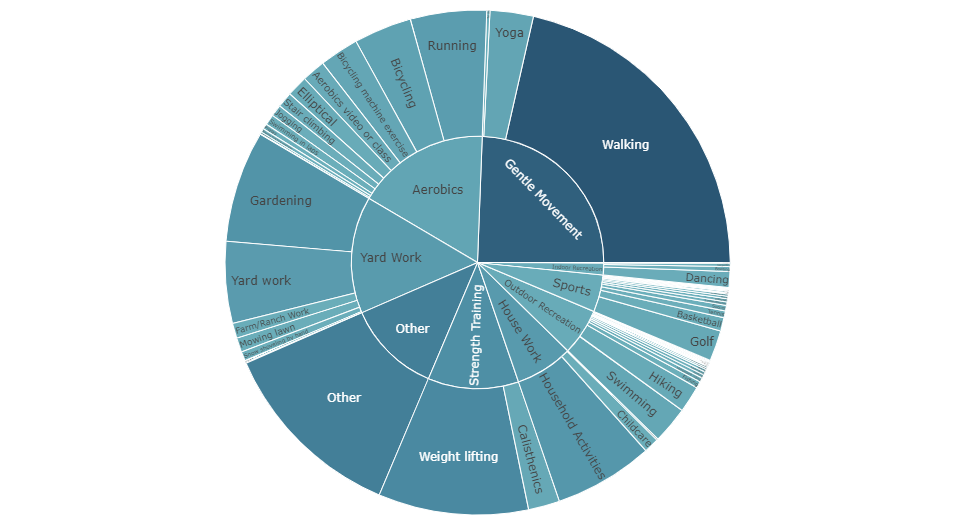 Yoga
Running
Bicycling
Bicycling machine exercise
Aerobics video or class
Elliptical
Stair climbing
Jogging
Walking
Gentle Movement
Aerobics
Gardening
Yard Work
Yard work
Farm/Ranch Work
Mowing lawn
Other
Other
Strength Training
Weight lifting
Calisthenics
House Work
Household Activities
Childcare
Outdoor Recreation
Swimming
Hiking
Sports
Golf
Basketball
Indoor Recreation
Dancing